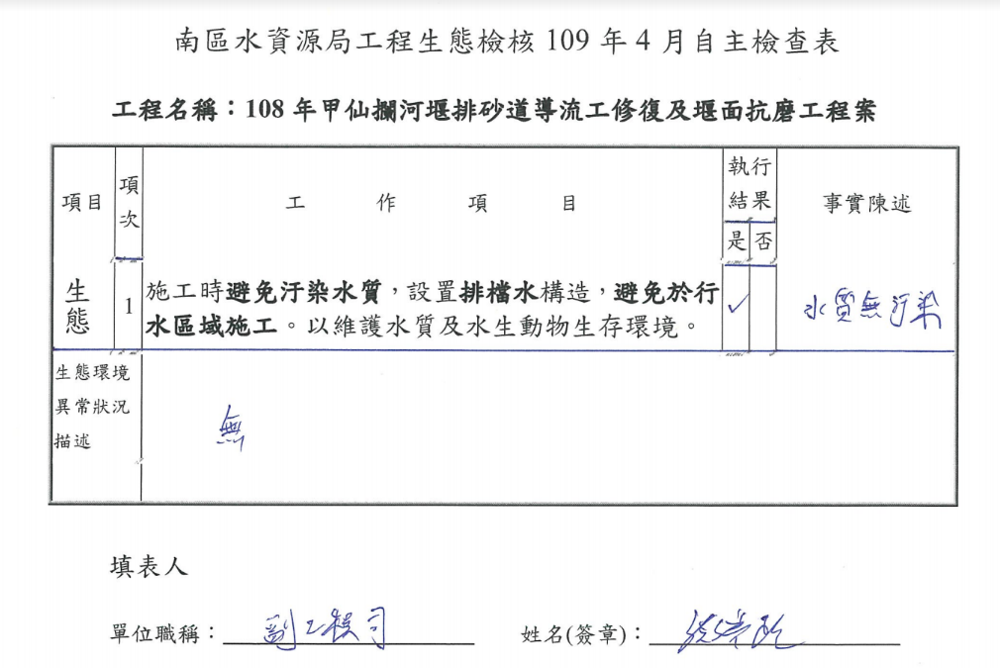 南區水資源局工程生態檢核109年4月自主檢查表
工程名稱：108年甲仙攔河堰排砂道導流工修復及堰面抗磨工程案
項目 項次 工作項目 執行結果 是 否 事實陳述
生態 1 施工時避免汙染水質，設置排檔水構造，避免於行
水區域施工。以維護水質及水生動物生存環境。 ✓ 水質無汙染
生態環境
異常狀況
描述
無
填表人
單位職稱：副工程司 姓名(簽章)：